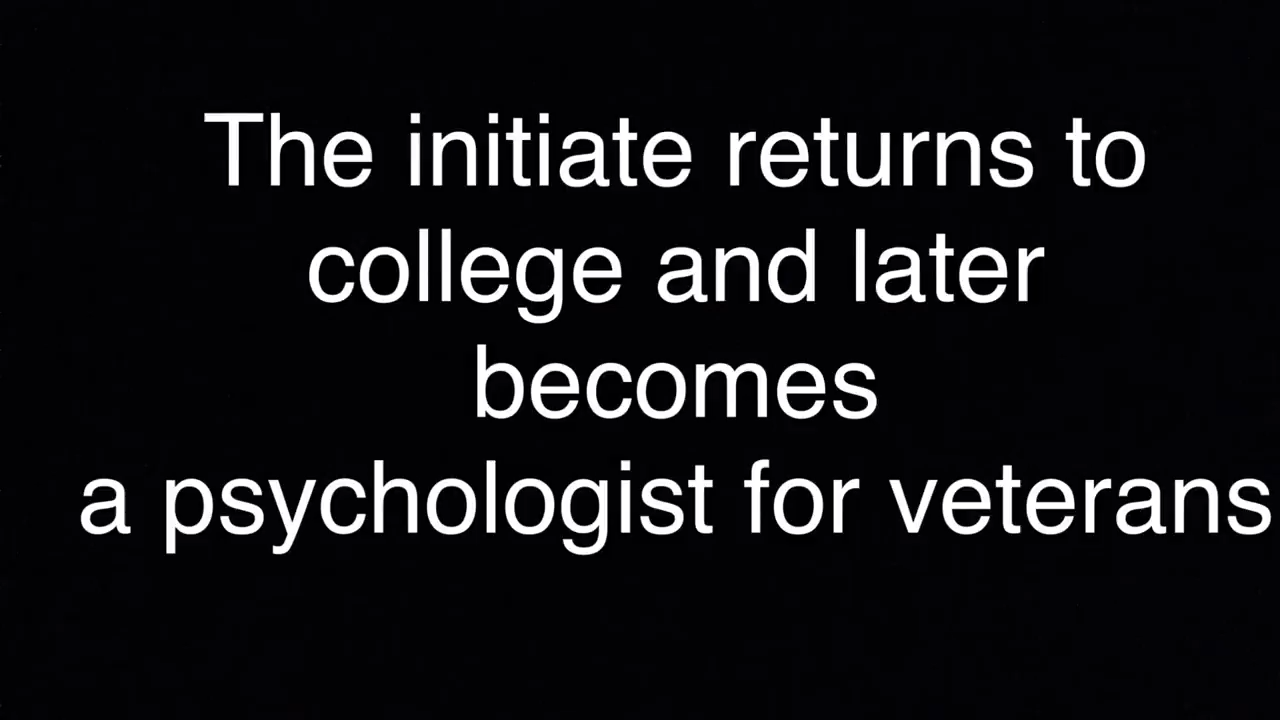 The initiate returns to
college and later
becomes
a psychologist for veterans